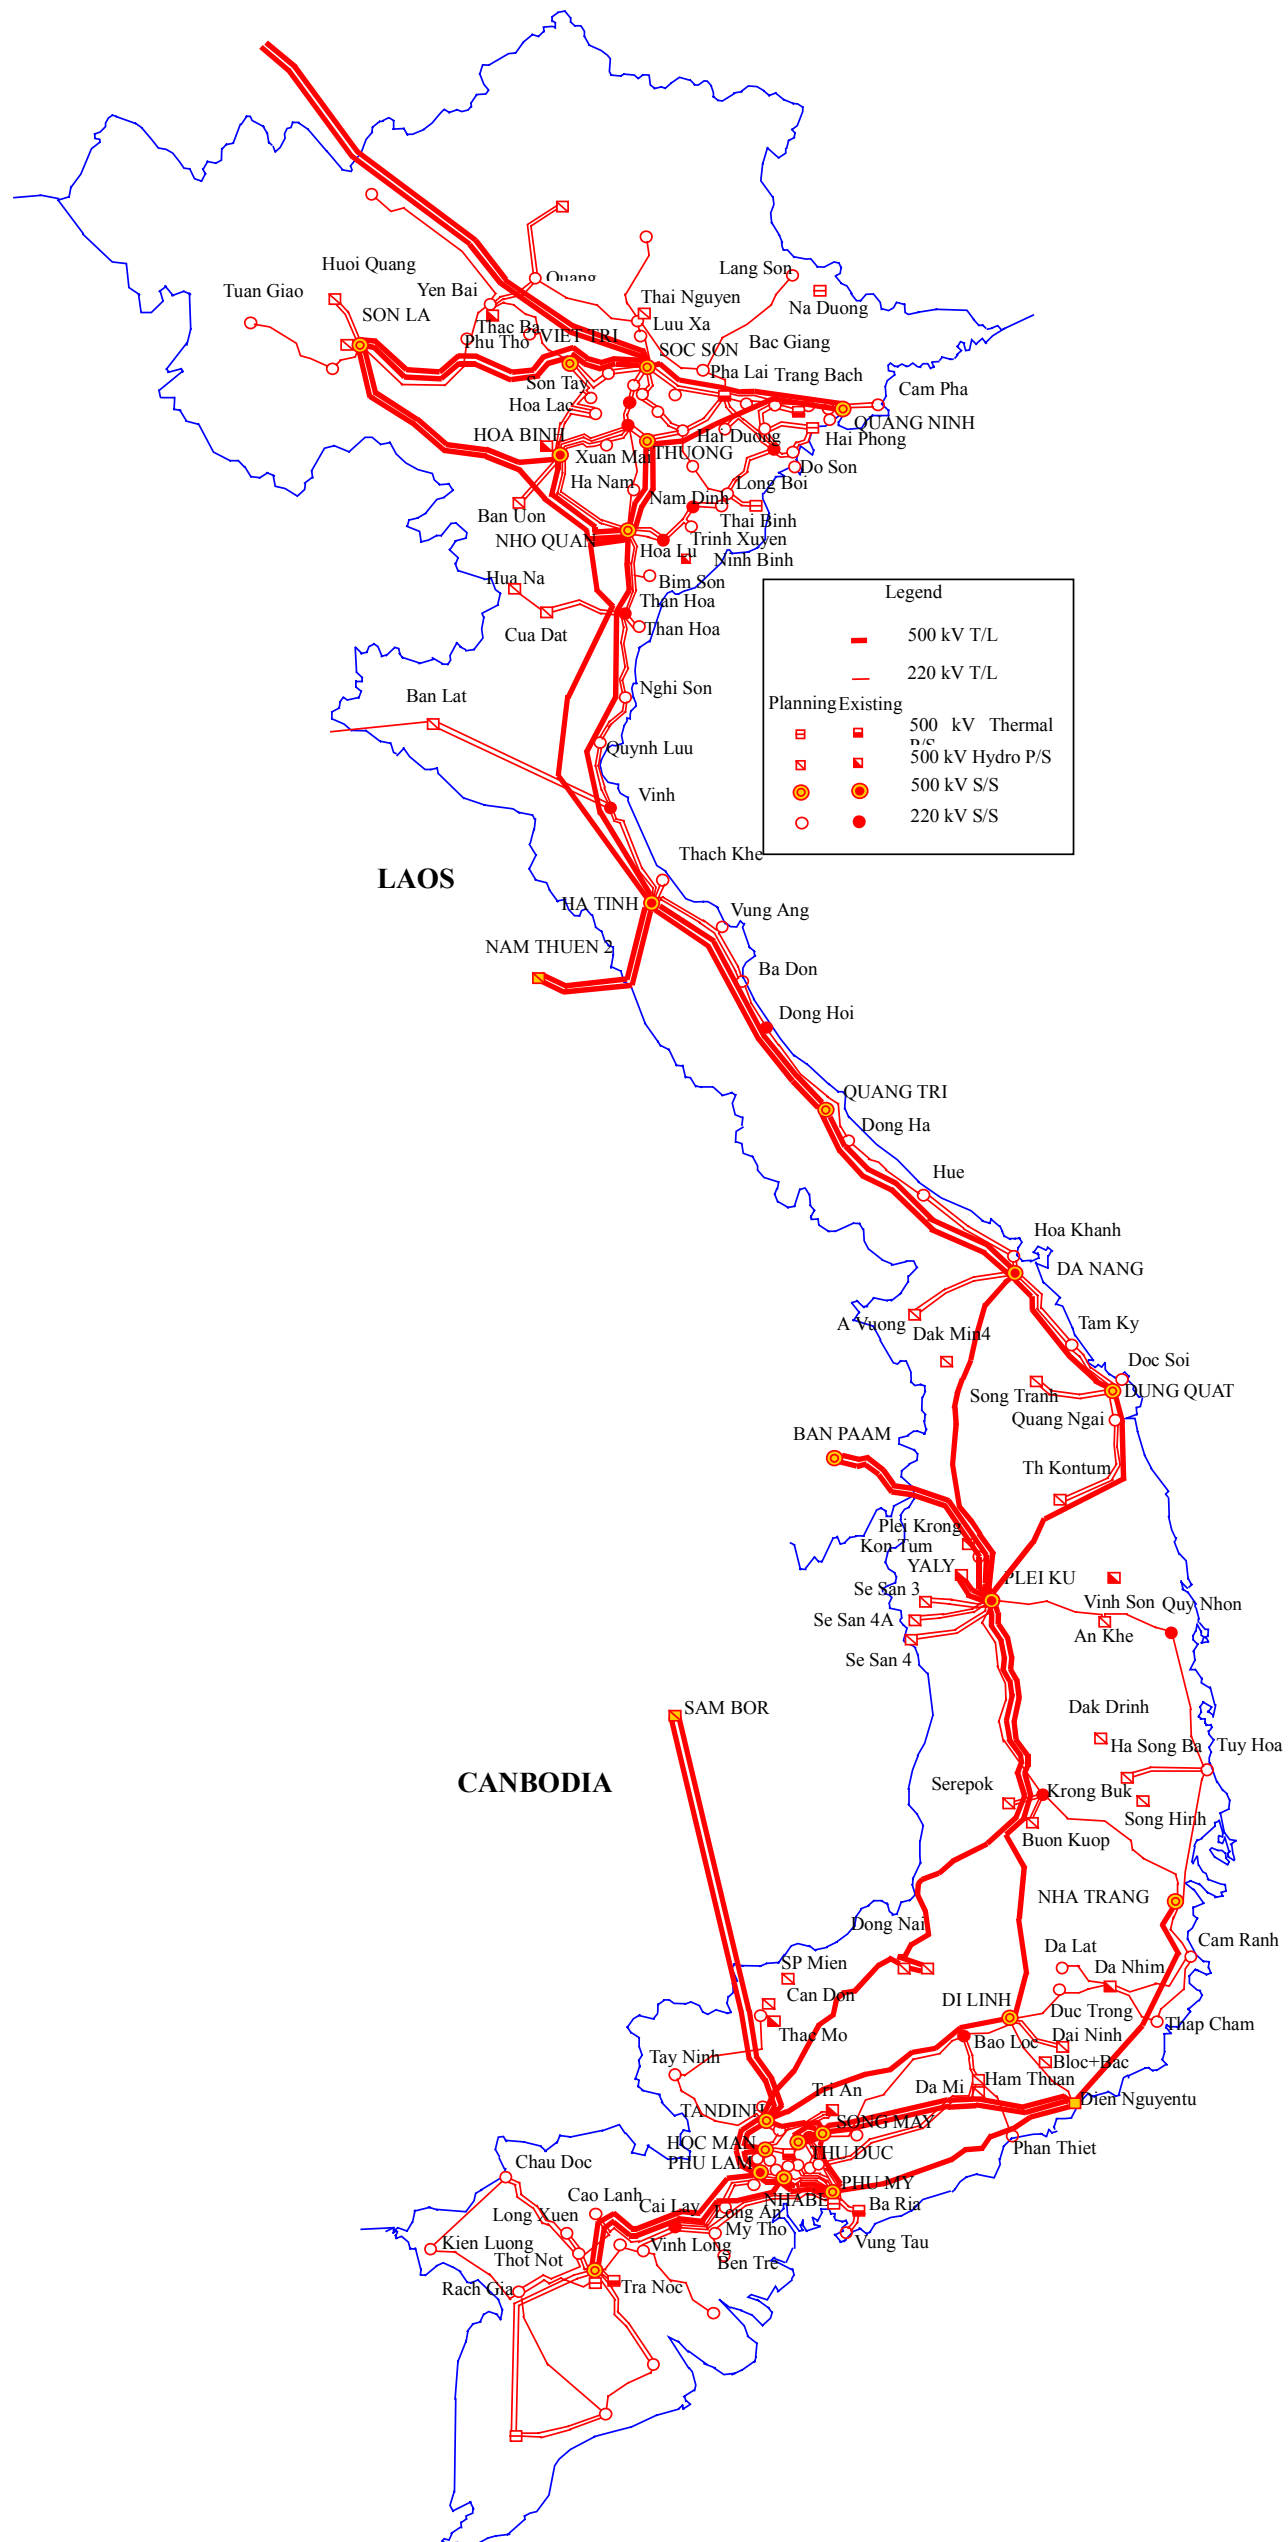 Huoi Quang
Lang Son
Quang
Tuan Giao
Yen Bai
Na Duong
Thai Nguyen
SON LA
Thac Ba
Luu Xa
VIET TRI
Phu Tho
Bac Giang
SOC SON
Pha Lai
Trang Bach
Son Tay
Cam Pha
Hoa Lac
QUANG NINH
HOA BINH
Hai Duong
Hai Phong
Xuan Mai
THUONG
Do Son
Ha Nam
Long Boi
Nam Dinh
Ban Uon
Thai Binh
NHO QUAN
Trinh Xuyen
Hoa Lu
Ninh Binh
Hua Na
Bim Son
Than Hoa
Cua Dat
Than Hoa
Legend
500 kV T/L
220 kV T/L
Planning Existing
500 kV Thermal
P/S
500 kV Hydro P/S
500 kV S/S
220 kV S/S
Nghi Son
Ban Lat
Quynh Luu
Vinh
Thach Khe
LAOS
HA TINH
Vung Ang
NAM THUEN 2
Ba Don
Dong Hoi
QUANG TRI
Dong Ha
Hue
Hoa Khanh
DA NANG
A Vuong
Tam Ky
Dak Min4
Doc Soi
Song Tranh
DUNG QUAT
Quang Ngai
BAN PAAM
Th Kontum
Plei Krong
Kon Tum
YALY
PLEI KU
Se San 3
Vinh Son
Quy Nhon
Se San 4A
An Khe
Se San 4
SAM BOR
Dak Drinh
Ha Song Ba
Tuy Hoa
CANBODIA
Serepok
Krong Buk
Song Hinh
Buon Kuop
NHA TRANG
Dong Nai
Cam Ranh
Da Lat
SP Mien
Da Nhim
Can Don
DI LINH
Duc Trong
Thac Mo
Thap Cham
Dai Ninh
Bao Loc
Tay Ninh
Bloc+Bac
Ham Thuan
Da Mi
Tri An
Dien Nguyentu
TANDINH
SONG MAY
HOC MAN
THU DUC
Phan Thiet
PHU LAM
Chau Doc
PHU MY
Cao Lanh
NHABE
Cai Lay
Ba Ria
Long An
Long Xuen
My Tho
Kien Luong
Vinh Long
Vung Tau
Thot Not
Ben Tre
Rach Gia
Tra Noc